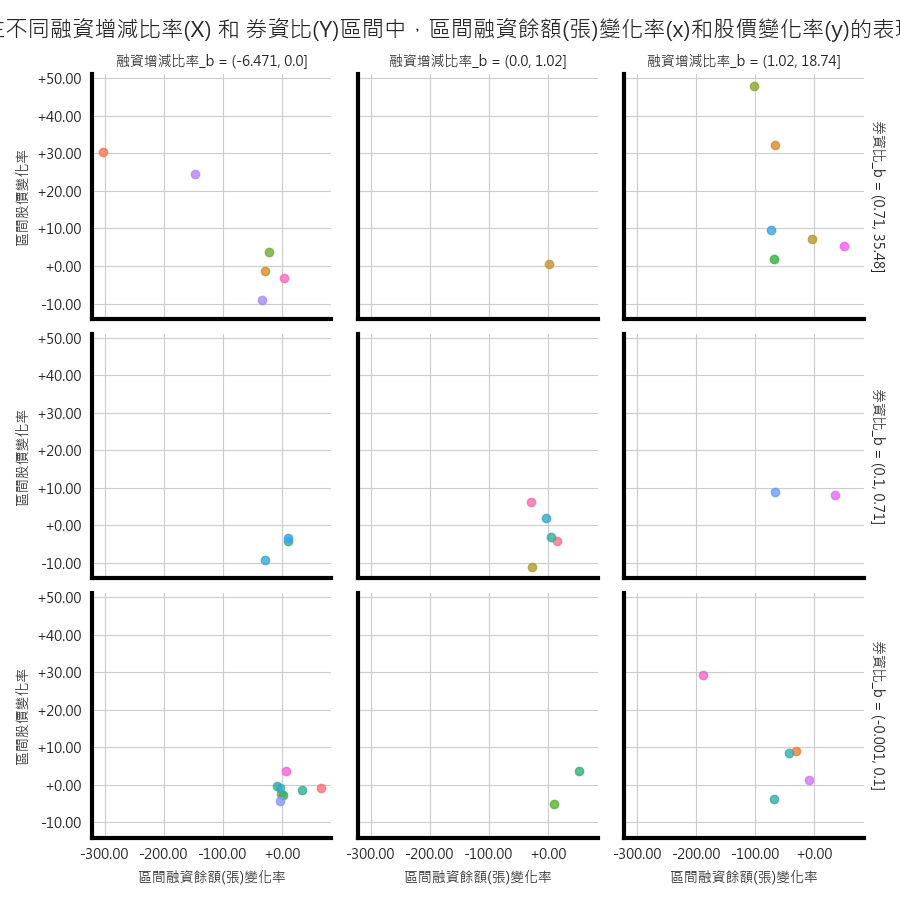 在不同融資增減比率(X) 和 券資比(Y)區間中，區間融資餘額(張)變化率(x)和股價變化率(y)的表現
融資增減比率_b = (-6.471, 0.0]
融資增減比率_b = (0.0, 1.02]
融資增減比率_b = (1.02, 18.74]
+50.00
+40.00
+30.00
+20.00
+10.00
+0.00
-10.00
區間股價變化率
券資比_b = (0.71, 35.48]
+50.00
+40.00
+30.00
+20.00
+10.00
+0.00
-10.00
區間股價變化率
券資比_b = (0.1, 0.71]
+50.00
+40.00
+30.00
+20.00
+10.00
+0.00
-10.00
區間股價變化率
券資比_b = (-0.001, 0.1]
-300.00 -200.00 -100.00 +0.00
-300.00 -200.00 -100.00 +0.00
-300.00 -200.00 -100.00 +0.00
區間融資餘額(張)變化率
區間融資餘額(張)變化率
區間融資餘額(張)變化率